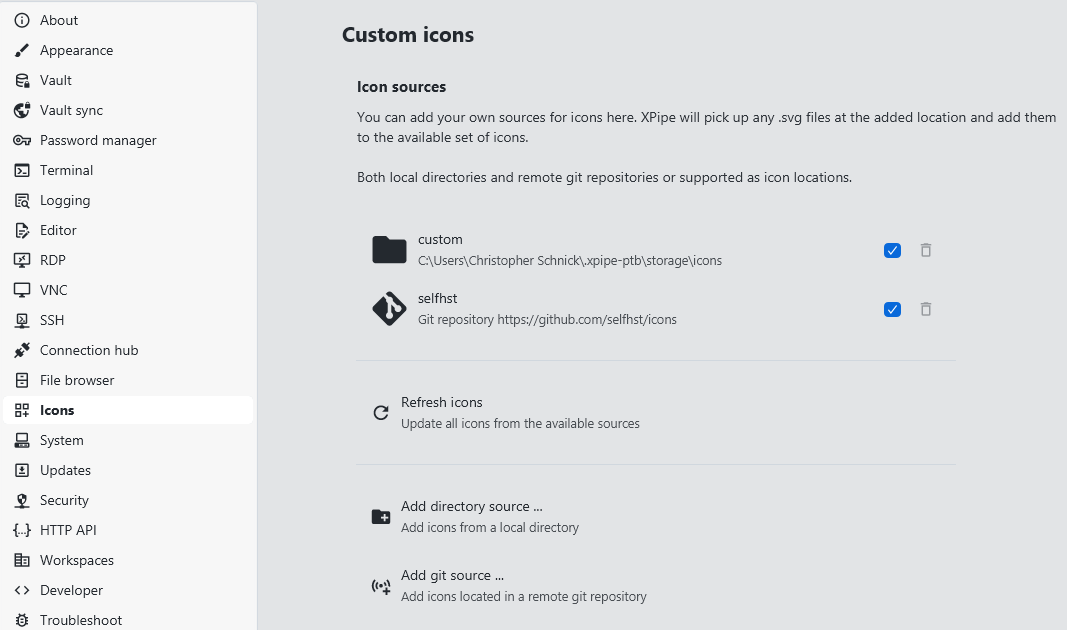 About
Appearance
Vault
Vault sync
Password manager
Terminal
Logging
Editor
RDP
VNC
SSH
Connection hub
File browser
Icons
System
Updates
Security
HTTP API
Workspaces
Developer
Troubleshoot
Custom icons
Icon sources
You can add your own sources for icons here. XPipe will pick up any .svg files at the added location and add them
to the available set of icons.
Both local directories and remote git repositories or supported as icon locations.
custom
C:\Users\Christopher Schnick\.xpipe-ptb\storage\icons
selfhst
Git repository https://github.com/selfhst/icons
Refresh icons
Update all icons from the available sources
Add directory source ...
Add icons from a local directory
Add git source ...
Add icons located in a remote git repository